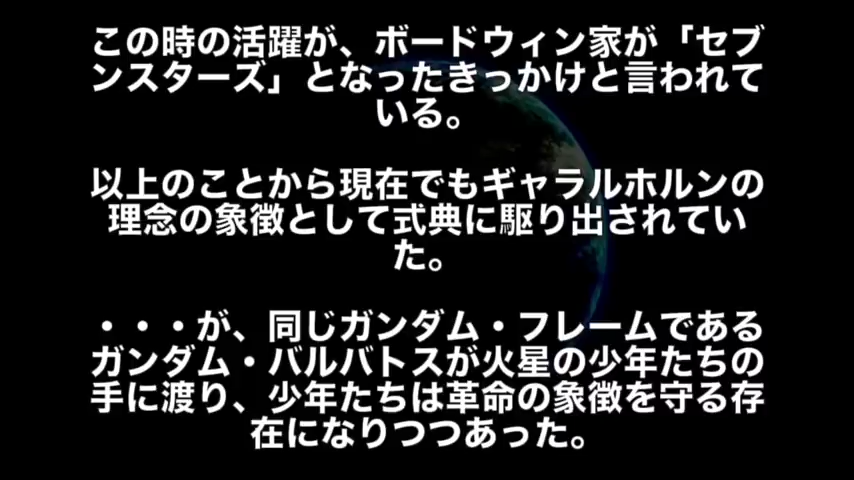 この時の活躍が、ボードウィン家が「セブ
ンスターズ」となったきっかけと言われて
いる。
以上のことから現在でもギャラルホルンの
理念の象徴として式典に駆り出されてい
た。
・・・が、同じガンダム・フレームである
ガンダム・バルバトスが火星の少年たちの
手に渡り、少年たちは革命の象徴を守る存
在になりつつあった。